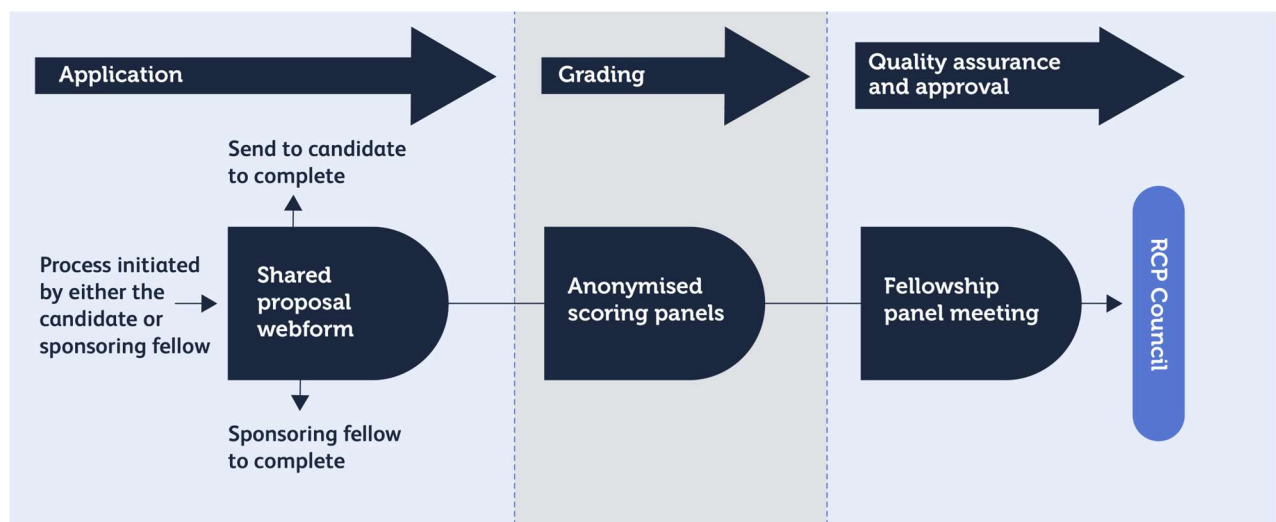 Application
Grading
Quality assurance
and approval
Send to candidate
to complete
Process initiated
by either the
candidate or
sponsoring fellow
Shared
proposal
webform
Sponsoring fellow
to complete
Anonymised
scoring panels
Fellowship
panel meeting
RCP Council